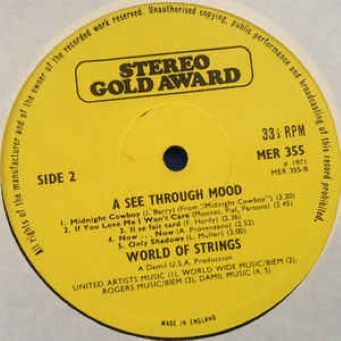 All rights of the manufacturer and of the owner of the recorded work reserved. Unauthorised copying, public performance and broadcasting of this record prohibited.
STEREO
GOLD AWARD
33⅓ RPM
MER 355
℗ 1971
MER 355-B
SIDE 2
A SEE THROUGH MOOD
1. Midnight Cowboy (J. Barry) (From "Midnight Cowboy") (3.20)
2. If You Love Me I Won't Care (Monnot, Piaf, Parsons) (2.45)
3. Il se fait tard (F. Hardy) (2.36)
4. Now . . . Now (A. Provenzano) (2.52)
5. Only Shadows (L. Muller) (3.00)
WORLD OF STRINGS
A Damil U.S.A. Production
UNITED ARTISTS MUSIC (1), WORLD WIDE MUSIC/BIEM (2),
ROGERS MUSIC/BIEM (3), DAMIL MUSIC (4, 5)
MADE IN ENGLAND